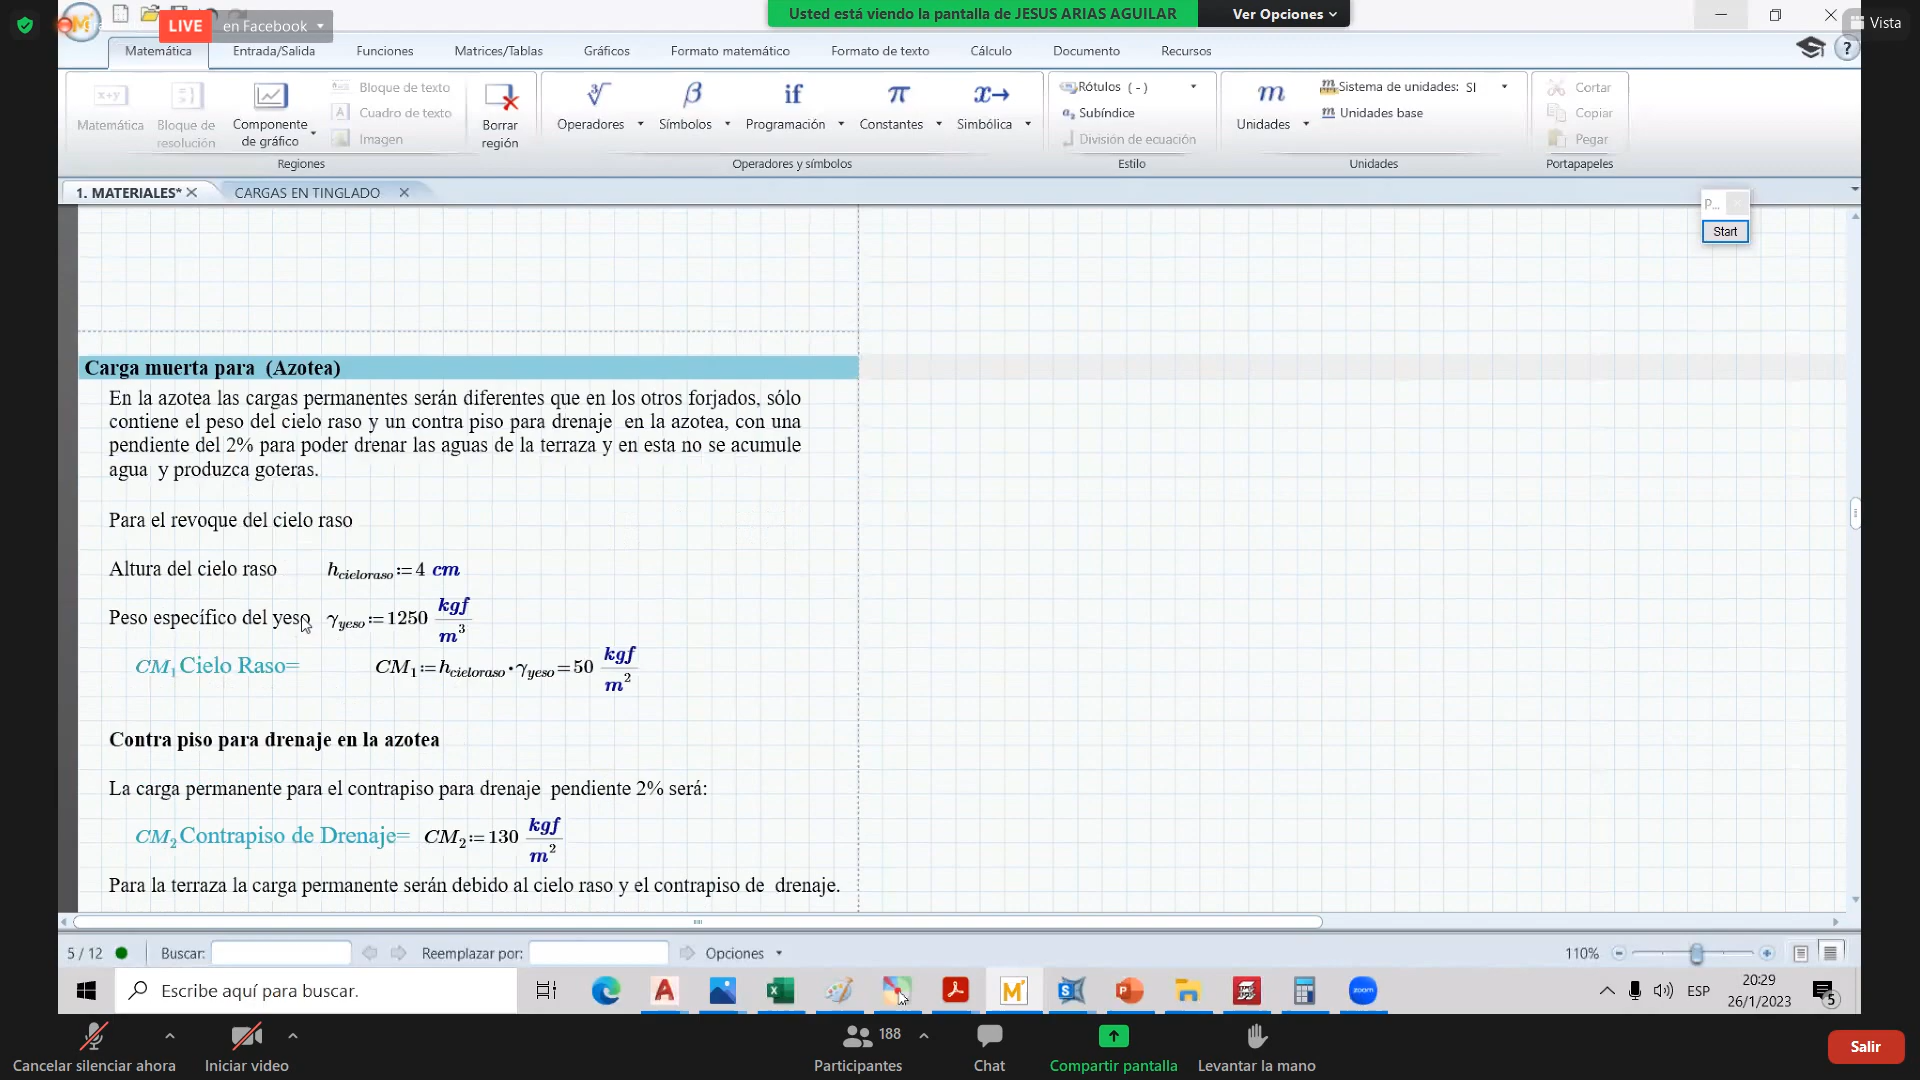 LIVE en Facebook
Usted está viendo la pantalla de JESUS ARIAS AGUILAR
Ver Opciones
Vista
Matemática Entrada/Salida Funciones Matrices/Tablas Gráficos Formato matemático Formato de texto Cálculo Documento Recursos
Matemática
Bloque de resolución
Componente de gráfico
Bloque de texto
Cuadro de texto
Imagen
Regiones
Borrar región
Operadores Símbolos Programación Constantes Simbólica
Operadores y símbolos
Rótulos ( - )
Subíndice
División de ecuación
Estilo
Unidades
Sistema de unidades: SI
Unidades base
Unidades
Cortar
Copiar
Pegar
Portapapeles
1. MATERIALES* CARGAS EN TINGLADO
P...
Start
Carga muerta para (Azotea)
En la azotea las cargas permanentes serán diferentes que en los otros forjados, sólo
contiene el peso del cielo raso y un contra piso para drenaje en la azotea, con una
pendiente del 2% para poder drenar las aguas de la terraza y en esta no se acumule
agua y produzca goteras.
Para el revoque del cielo raso
Altura del cielo raso h_cieloraso := 4 cm
Peso específico del yeso γ_yeso := 1250 kgf/m³
CM₁ Cielo Raso= CM₁ := h_cieloraso · γ_yeso = 50 kgf/m²
Contra piso para drenaje en la azotea
La carga permanente para el contrapiso para drenaje pendiente 2% será:
CM₂ Contrapiso de Drenaje= CM₂ := 130 kgf/m²
Para la terraza la carga permanente serán debido al cielo raso y el contrapiso de drenaje.
5 / 12 Buscar: Reemplazar por: Opciones 110%
Escribe aquí para buscar.
zoom
ESP
20:29
26/1/2023
5
Cancelar silenciar ahora
Iniciar video
188
Participantes
Chat
Compartir pantalla
Levantar la mano
Salir